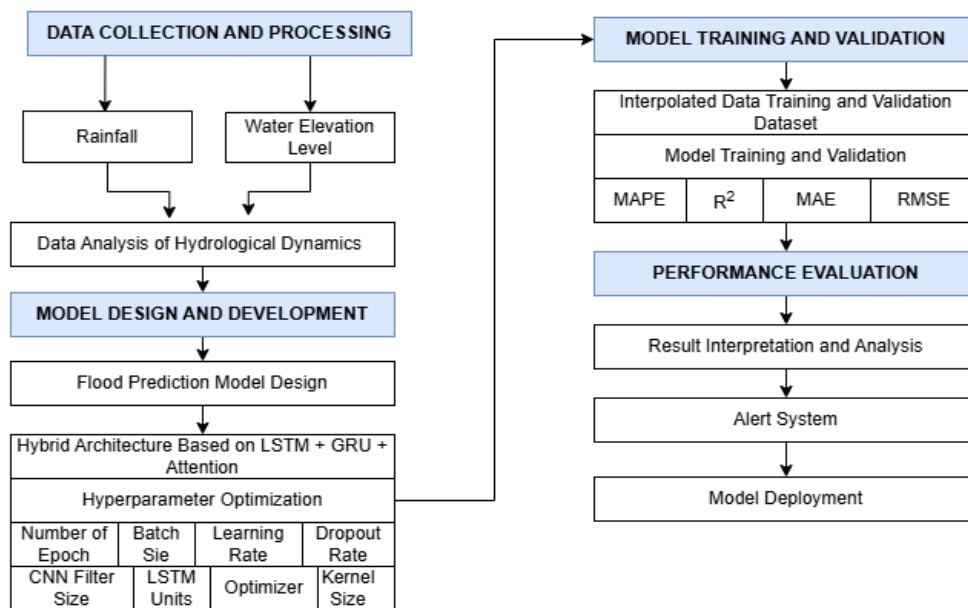 DATA COLLECTION AND PROCESSING
Rainfall
Water Elevation
Level
Data Analysis of Hydrological Dynamics
MODEL DESIGN AND DEVELOPMENT
Flood Prediction Model Design
Hybrid Architecture Based on LSTM + GRU +
Attention
Hyperparameter Optimization
Number of
Epoch
Batch
Sie
Learning
Rate
Dropout
Rate
CNN Filter
Size
LSTM
Units
Optimizer
Kernel
Size
MODEL TRAINING AND VALIDATION
Interpolated Data Training and Validation
Dataset
Model Training and Validation
MAPE
R²
MAE
RMSE
PERFORMANCE EVALUATION
Result Interpretation and Analysis
Alert System
Model Deployment